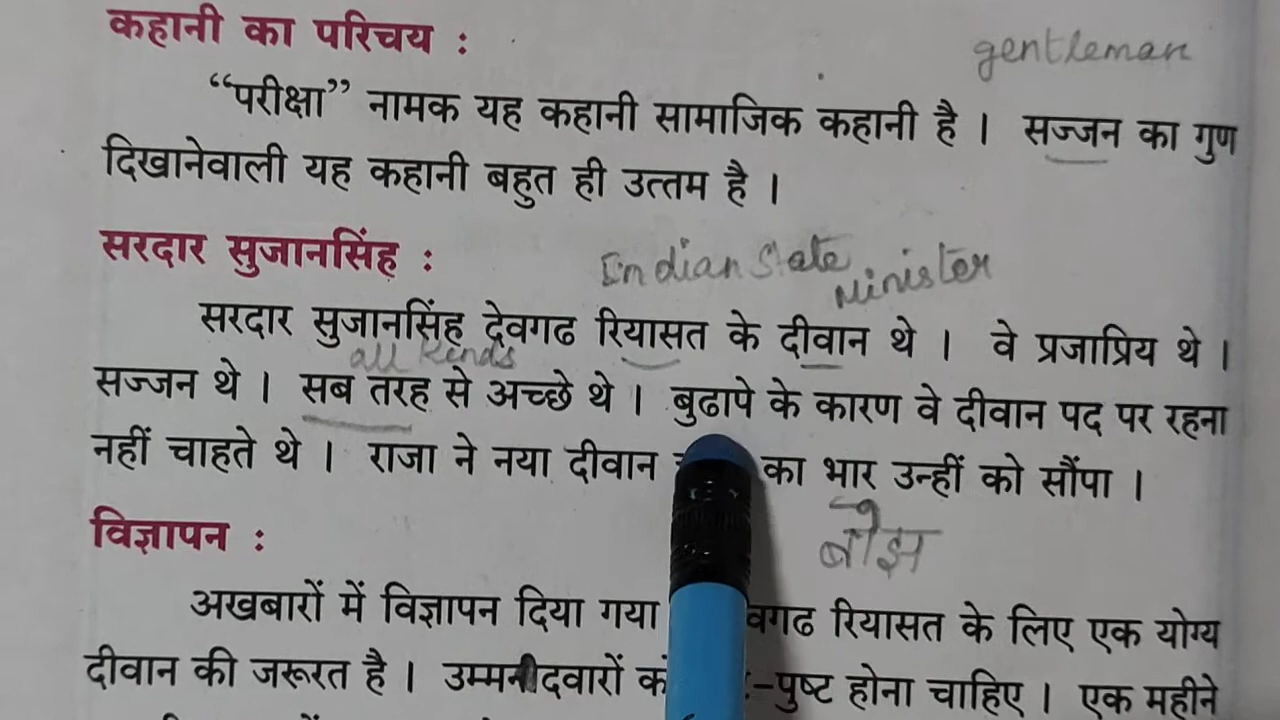 कहानी का परिचय :
gentleman
“परीक्षा” नामक यह कहानी सामाजिक कहानी है । सज्जन का गुण
दिखानेवाली यह कहानी बहुत ही उत्तम है ।
सरदार सुजानसिंह :
Indian State
Minister
सरदार सुजानसिंह देवगढ रियासत के दीवान थे । वे प्रजाप्रिय थे ।
all kends
सज्जन थे । सब तरह से अच्छे थे । बुढापे के कारण वे दीवान पद पर रहना
नहीं चाहते थे । राजा ने नया दीवान का भार उन्हीं को सौंपा ।
बोझ
विज्ञापन :
अखबारों में विज्ञापन दिया गया वगढ रियासत के लिए एक योग्य
दीवान की जरूरत है । उम्मनीदवारों :-पुष्ट होना चाहिए । एक महीने